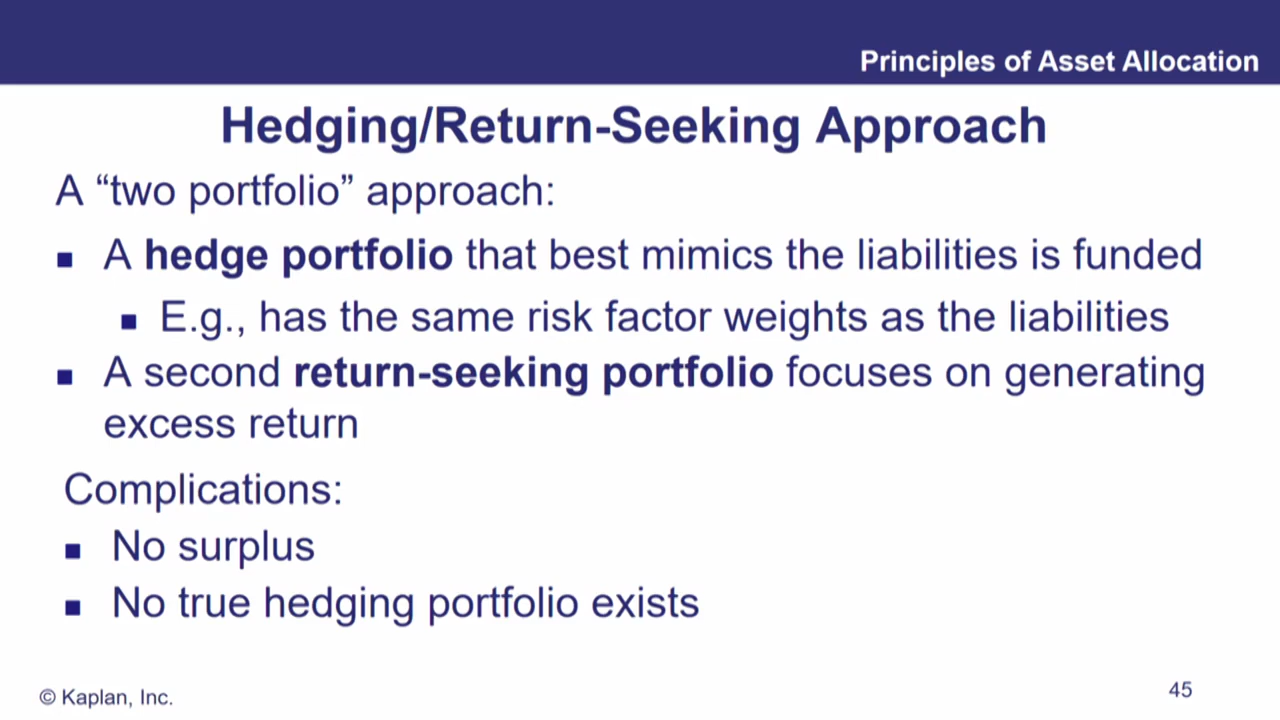 Principles of Asset Allocation
Hedging/Return-Seeking Approach
A “two portfolio” approach:
■ A hedge portfolio that best mimics the liabilities is funded
■ E.g., has the same risk factor weights as the liabilities
■ A second return-seeking portfolio focuses on generating
excess return
Complications:
■ No surplus
■ No true hedging portfolio exists
© Kaplan, Inc.
45